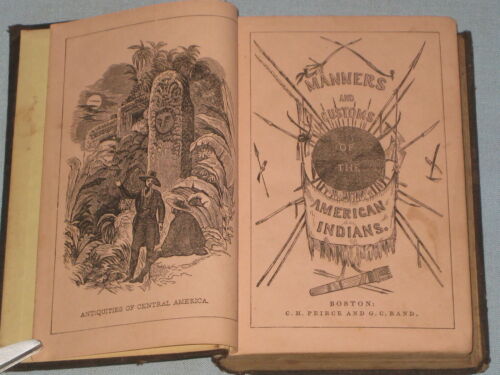 ANTIQUITIES OF CENTRAL AMERICA.
MANNERS
AND
CUSTOMS
OF
THE
AMERICAN
INDIANS.
BOSTON:
C. H. PEIRCE AND G. C. RAND.